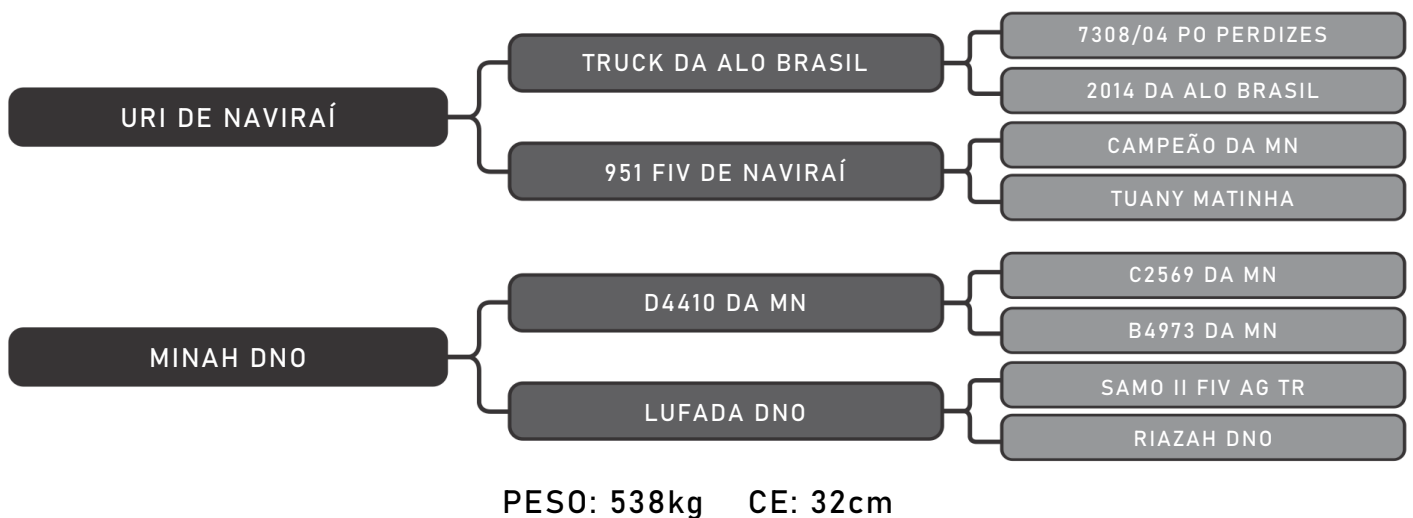 7308/04 PO PERDIZES
TRUCK DA ALO BRASIL
2014 DA ALO BRASIL
URI DE NAVIRAÍ
CAMPEÃO DA MN
951 FIV DE NAVIRAÍ
TUANY MATINHA
C2569 DA MN
D4410 DA MN
B4973 DA MN
MINAH DNO
SAMO II FIV AG TR
LUFADA DNO
RIAZAH DNO
PESO: 538kg CE: 32cm